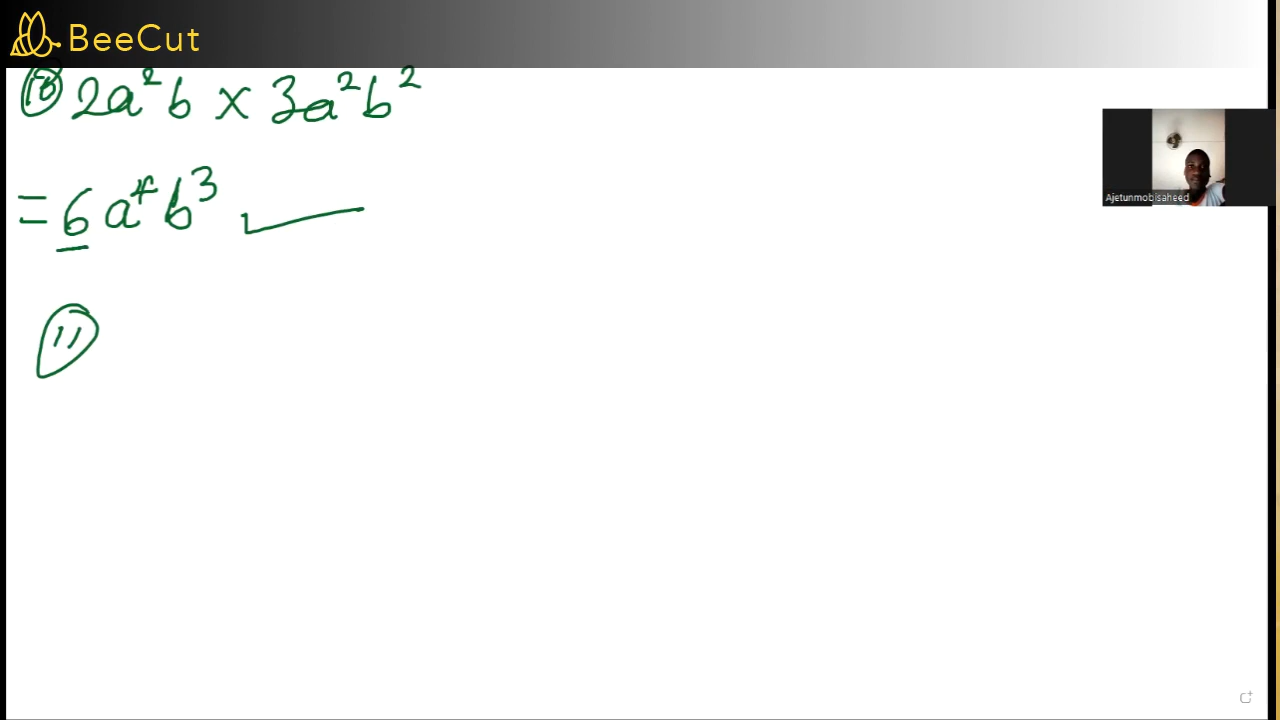 BeeCut
⑩ 2a²b × 3a²b²
= 6a⁴b³ ✓
Ajetunmobisaheed
⑪